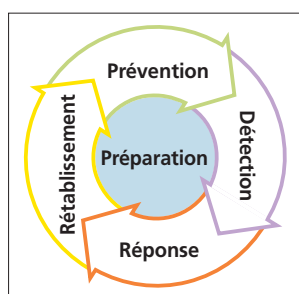 Prévention
Détection
Réponse
Rétablissement
Préparation